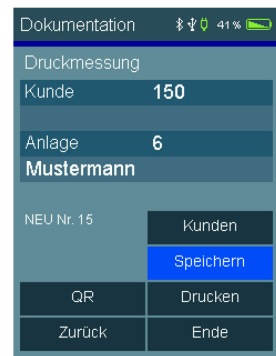 Dokumentation 41%
Druckmessung
Kunde 150
Anlage 6
Mustermann
NEU Nr. 15 Kunden
Speichern
QR Drucken
Zurück Ende